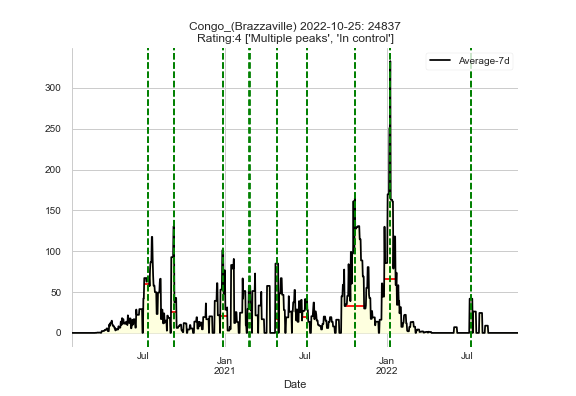 Congo_(Brazzaville) 2022-10-25: 24837
Rating:4 ['Multiple peaks', 'In control']
Average-7d
300
250
200
150
100
50
0
Jul
Jan
2021
Jul
Jan
2022
Jul
Date